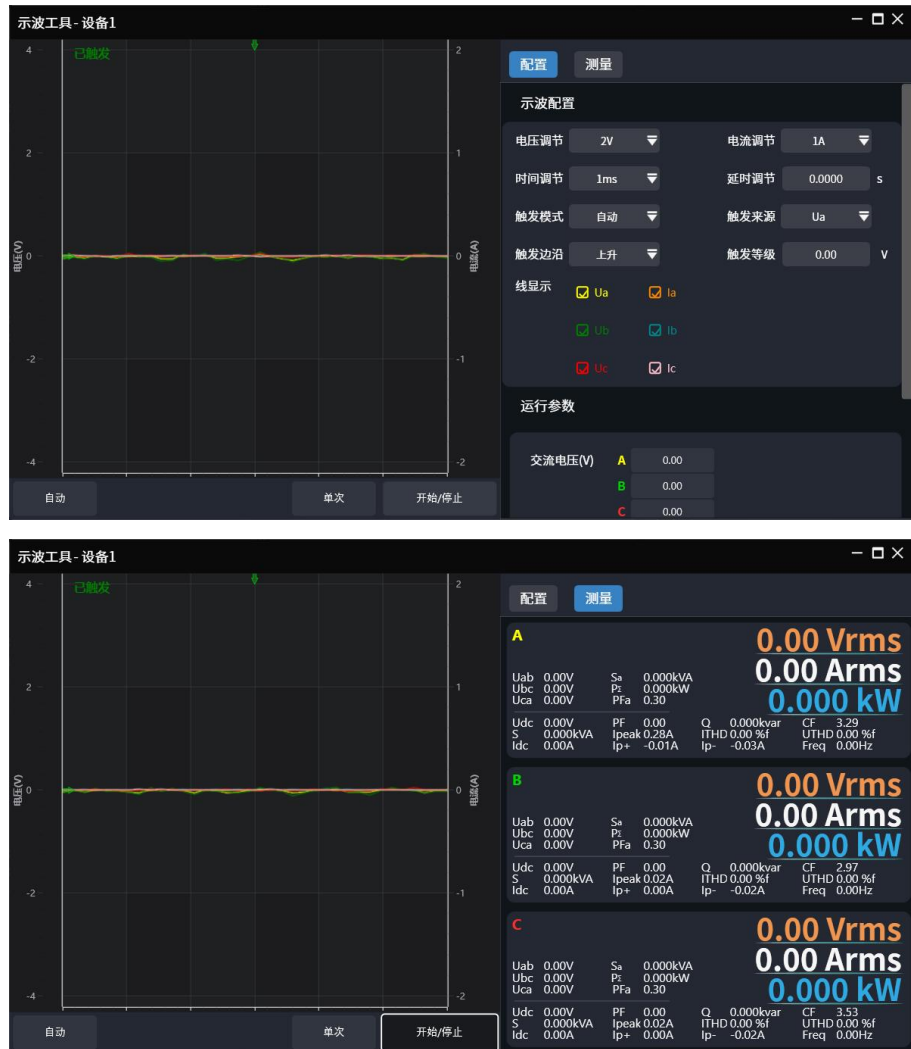 示波工具- 设备1
4
已触发
2
配置
测量
示波配置
电压调节
2V
电流调节
1A
2
1
时间调节
1ms
延时调节
0.0000
s
触发模式
自动
触发来源
Ua
电压(V)
0
0
电流(A)
触发边沿
上升
触发等级
0.00
V
线显示
Ua
Ia
Ub
Ib
-2
-1
Uc
Ic
运行参数
-4
-2
交流电压(V)
A
0.00
B
0.00
C
0.00
自动
单次
开始/停止
示波工具- 设备1
4
已触发
2
配置
测量
A
0.00 Vrms
0.00 Arms
0.000 kW
Uab 0.00V Sa 0.000kVA
Ubc 0.00V PΣ 0.000kW
Uca 0.00V PFa 0.30
Udc 0.00V PF 0.00 Q 0.000kvar CF 3.29
S 0.000kVA Ipeak 0.28A ITHD 0.00 %f UTHD 0.00 %f
Idc 0.00A Ip+ -0.01A Ip- -0.03A Freq 0.00Hz
2
1
电压(V)
0
0
电流(A)
B
0.00 Vrms
0.00 Arms
0.000 kW
Uab 0.00V Sa 0.000kVA
Ubc 0.00V PΣ 0.000kW
Uca 0.00V PFa 0.30
Udc 0.00V PF 0.00 Q 0.000kvar CF 2.97
S 0.000kVA Ipeak 0.02A ITHD 0.00 %f UTHD 0.00 %f
Idc 0.00A Ip+ 0.00A Ip- -0.02A Freq 0.00Hz
-2
-1
C
0.00 Vrms
0.00 Arms
0.000 kW
Uab 0.00V Sa 0.000kVA
Ubc 0.00V PΣ 0.000kW
Uca 0.00V PFa 0.30
Udc 0.00V PF 0.00 Q 0.000kvar CF 3.53
S 0.000kVA Ipeak 0.02A ITHD 0.00 %f UTHD 0.00 %f
Idc 0.00A Ip+ 0.00A Ip- -0.02A Freq 0.00Hz
-4
-2
自动
单次
开始/停止